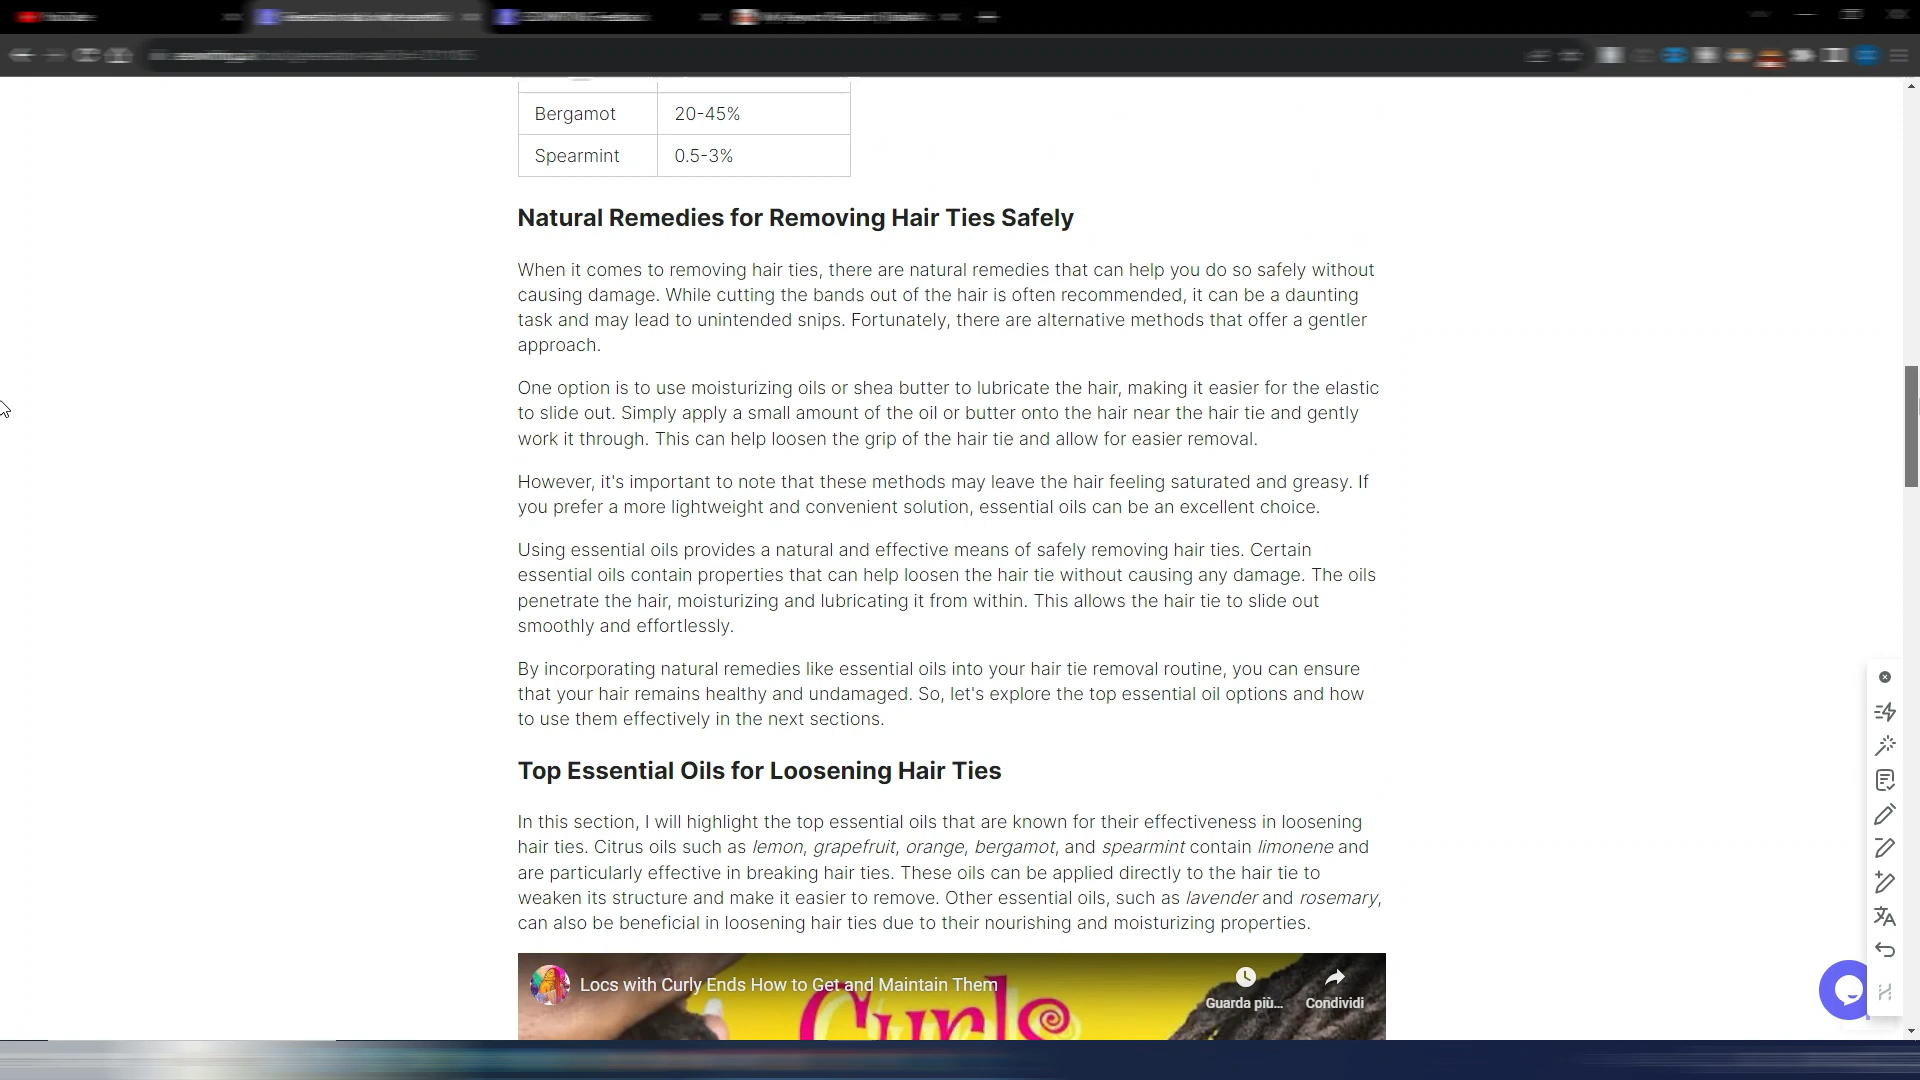 Bergamot 20-45%
Spearmint 0.5-3%
Natural Remedies for Removing Hair Ties Safely
When it comes to removing hair ties, there are natural remedies that can help you do so safely without
causing damage. While cutting the bands out of the hair is often recommended, it can be a daunting
task and may lead to unintended snips. Fortunately, there are alternative methods that offer a gentler
approach.
One option is to use moisturizing oils or shea butter to lubricate the hair, making it easier for the elastic
to slide out. Simply apply a small amount of the oil or butter onto the hair near the hair tie and gently
work it through. This can help loosen the grip of the hair tie and allow for easier removal.
However, it's important to note that these methods may leave the hair feeling saturated and greasy. If
you prefer a more lightweight and convenient solution, essential oils can be an excellent choice.
Using essential oils provides a natural and effective means of safely removing hair ties. Certain
essential oils contain properties that can help loosen the hair tie without causing any damage. The oils
penetrate the hair, moisturizing and lubricating it from within. This allows the hair tie to slide out
smoothly and effortlessly.
By incorporating natural remedies like essential oils into your hair tie removal routine, you can ensure
that your hair remains healthy and undamaged. So, let's explore the top essential oil options and how
to use them effectively in the next sections.
Top Essential Oils for Loosening Hair Ties
In this section, I will highlight the top essential oils that are known for their effectiveness in loosening
hair ties. Citrus oils such as lemon, grapefruit, orange, bergamot, and spearmint contain limonene and
are particularly effective in breaking hair ties. These oils can be applied directly to the hair tie to
weaken its structure and make it easier to remove. Other essential oils, such as lavender and rosemary,
can also be beneficial in loosening hair ties due to their nourishing and moisturizing properties.
Locs with Curly Ends How to Get and Maintain Them
Guarda più... Condividi
Curls